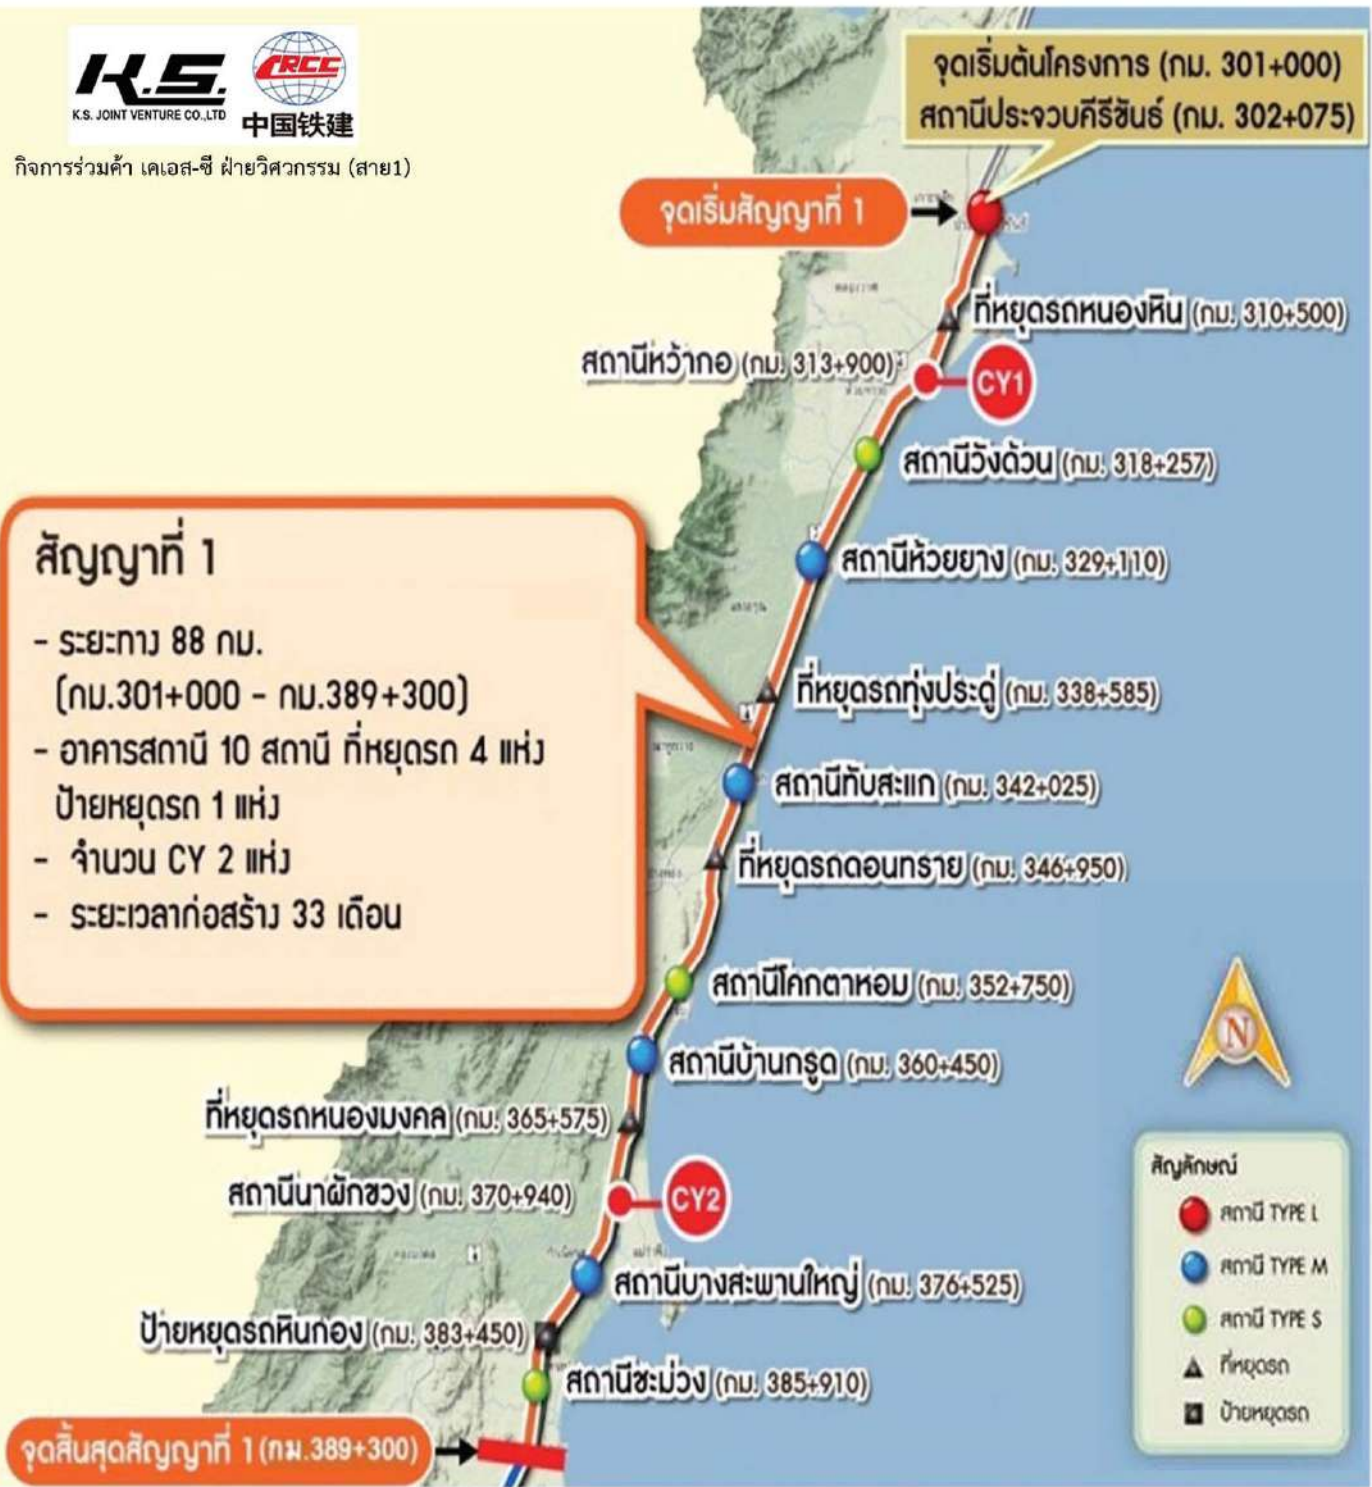 K.S.
K.S. JOINT VENTURE CO.,LTD
CRCC
中国铁建
กิจการร่วมค้า เคเอส-ซี ฝ่ายวิศวกรรม (สาย1)
จุดเริ่มต้นโครงการ (กม. 301+000)
สถานีประจวบคีรีขันธ์ (กม. 302+075)
จุดเริ่มสัญญาที่ 1
ที่หยุดรถหนองหิน (กม. 310+500)
สถานีหว้ากอ (กม. 313+900)
CY1
สถานีวังด้วน (กม. 318+257)
สถานีห้วยยาง (กม. 329+110)
สัญญาที่ 1
- ระยะทาง 88 กม.
(กม.301+000 - กม.389+300)
- อาคารสถานี 10 สถานี ที่หยุดรถ 4 แห่ง
ป้ายหยุดรถ 1 แห่ง
- จำนวน CY 2 แห่ง
- ระยะเวลาก่อสร้าง 33 เดือน
ที่หยุดรถทุ่งประดู่ (กม. 338+585)
สถานีทับสะแก (กม. 342+025)
ที่หยุดรถดอนทราย (กม. 346+950)
สถานีโคกตาหอม (กม. 352+750)
สถานีบ้านกรูด (กม. 360+450)
ที่หยุดรถหนองมงคล (กม. 365+575)
สถานีนาผักขวง (กม. 370+940)
CY2
สถานีบางสะพานใหญ่ (กม. 376+525)
ป้ายหยุดรถหินกอง (กม. 383+450)
สถานีชะม่วง (กม. 385+910)
จุดสิ้นสุดสัญญาที่ 1 (กม.389+300)
N
สัญลักษณ์
สถานี TYPE L
สถานี TYPE M
สถานี TYPE S
ที่หยุดรถ
ป้ายหยุดรถ